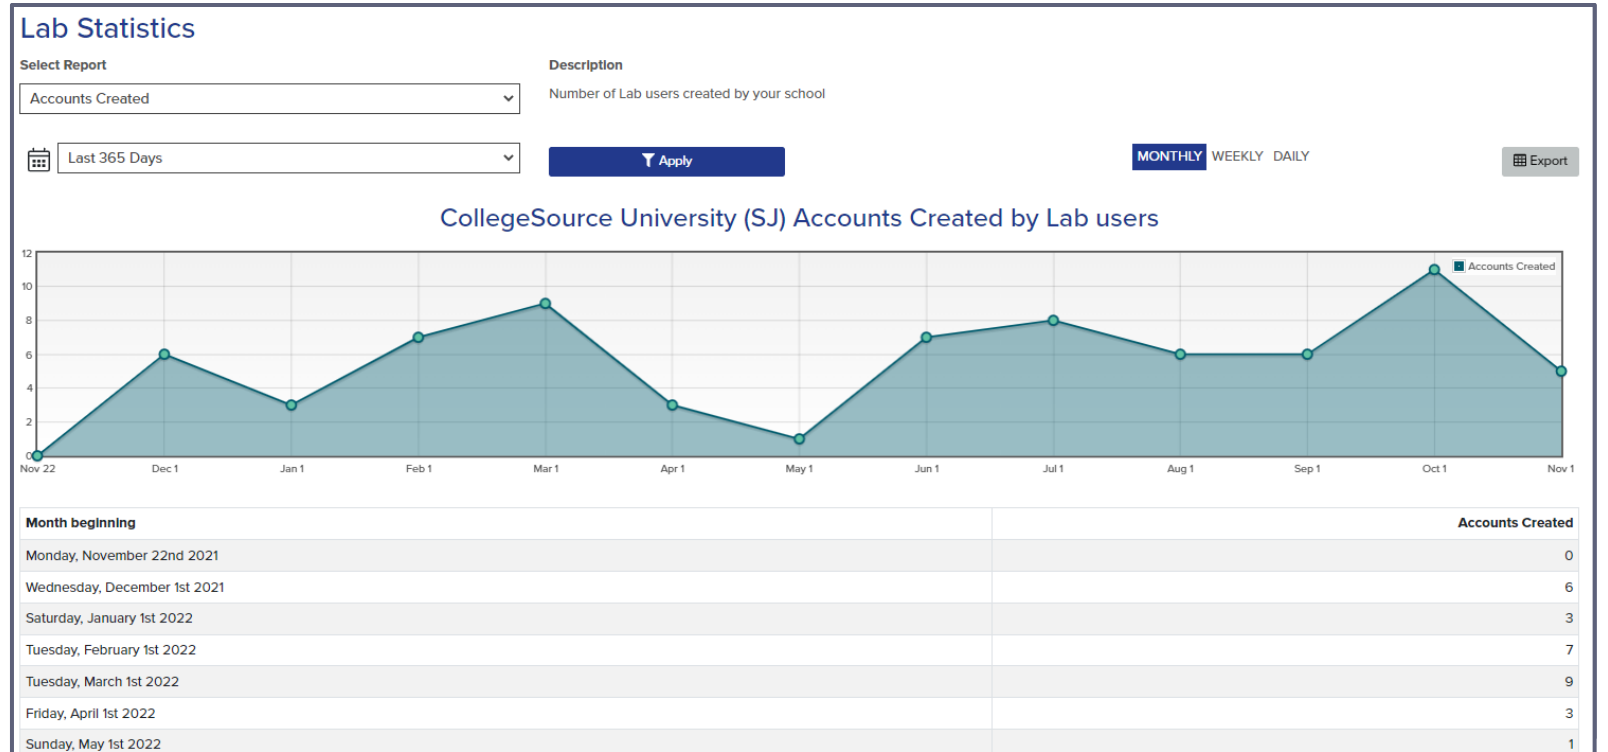 Lab Statistics
Select Report
Description
Accounts Created
Number of Lab users created by your school
Last 365 Days
Apply
MONTHLY WEEKLY DAILY
Export
CollegeSource University (SJ) Accounts Created by Lab users
12
10
8
6
4
2
0
Accounts Created
Nov 22 Dec 1 Jan 1 Feb 1 Mar 1 Apr 1 May 1 Jun 1 Jul 1 Aug 1 Sep 1 Oct 1 Nov 1
Month beginning Accounts Created
Monday, November 22nd 2021 0
Wednesday, December 1st 2021 6
Saturday, January 1st 2022 3
Tuesday, February 1st 2022 7
Tuesday, March 1st 2022 9
Friday, April 1st 2022 3
Sunday, May 1st 2022 1